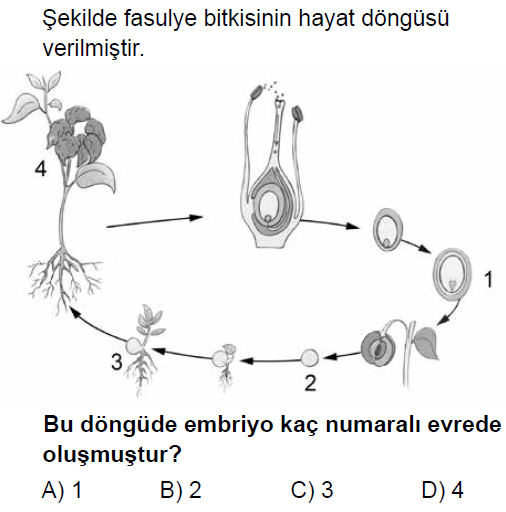 Şekilde fasulye bitkisinin hayat döngüsü
verilmiştir.
4
1
3
2
Bu döngüde embriyo kaç numaralı evrede
oluşmuştur?
A) 1 B) 2 C) 3 D) 4